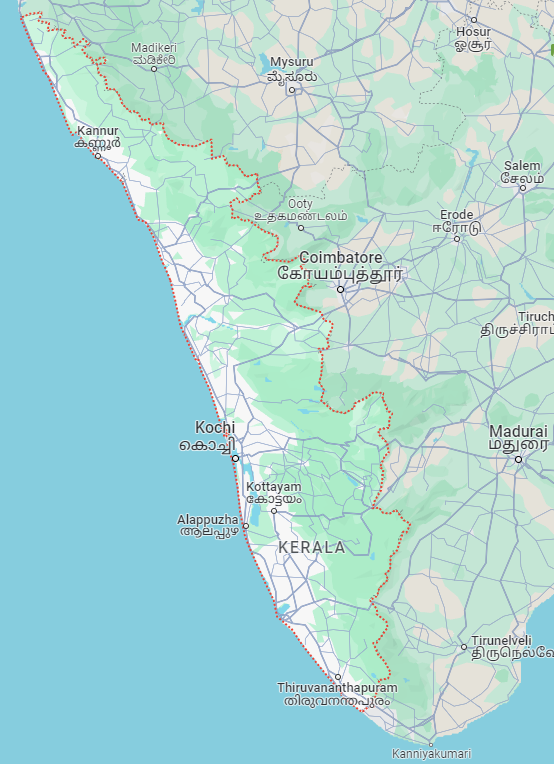 Hosur
ஓசூர்
Madikeri
ಮಡಿಕೇರಿ
Mysuru
ಮೈಸೂರು
Kannur
കണ്ണൂർ
Salem
சேலம்
Ooty
உதகமண்டலம்
Erode
ஈரோடு
Coimbatore
கோயம்புத்தூர்
Tiruch
திருச்சிராப்
Kochi
കൊച്ചി
Madurai
மதுரை
Kottayam
കോട്ടയം
Alappuzha
ആലപ്പുഴ
KERALA
Tirunelveli
திருநெல்வே
Thiruvananthapuram
തിരുവനന്തപുരം
Kanniyakumari